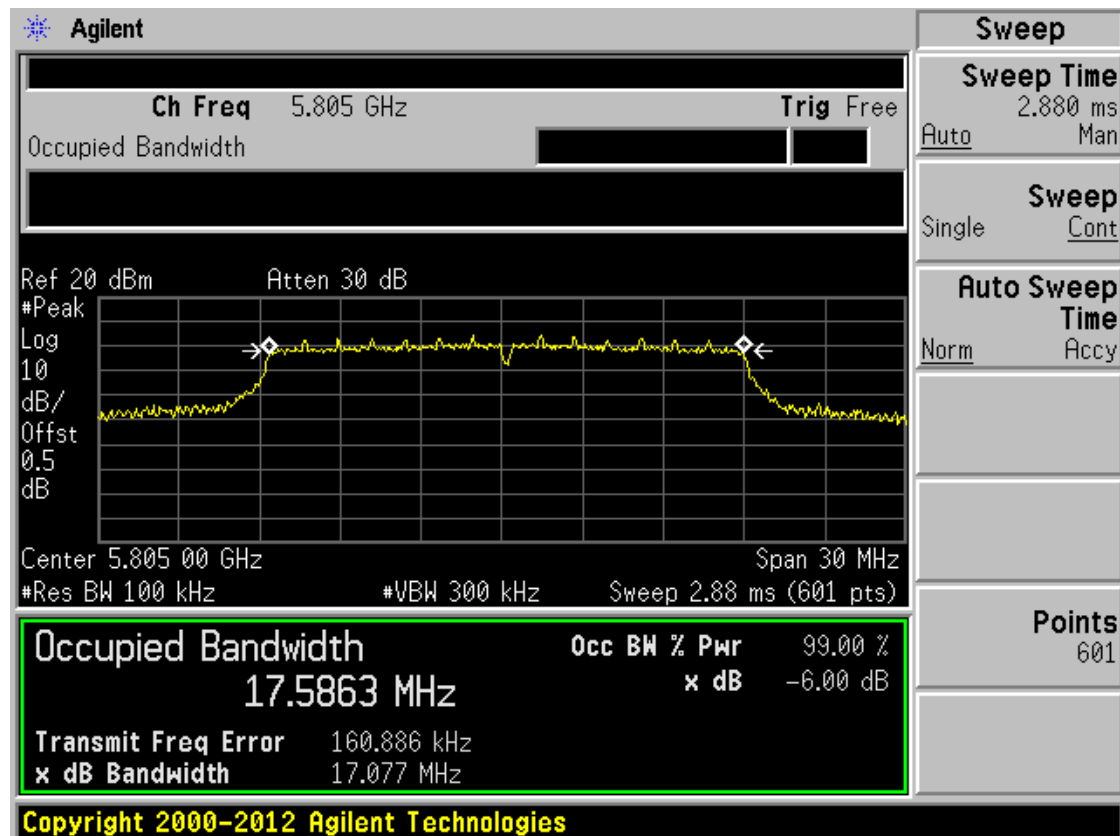 Agilent
Sweep
Ch Freq 5.805 GHz Trig Free
Occupied Bandwidth
Sweep Time
2.880 ms
Auto Man
Sweep
Single Cont
Auto Sweep
Time
Norm Accy
Points
601
Ref 20 dBm Atten 30 dB
#Peak
Log
10
dB/
Offst
0.5
dB
Center 5.805 00 GHz Span 30 MHz
#Res BW 100 kHz #VBW 300 kHz Sweep 2.88 ms (601 pts)
Occupied Bandwidth
17.5863 MHz
Occ BW % Pwr 99.00 %
x dB -6.00 dB
Transmit Freq Error 160.886 kHz
x dB Bandwidth 17.077 MHz
Copyright 2000-2012 Agilent Technologies